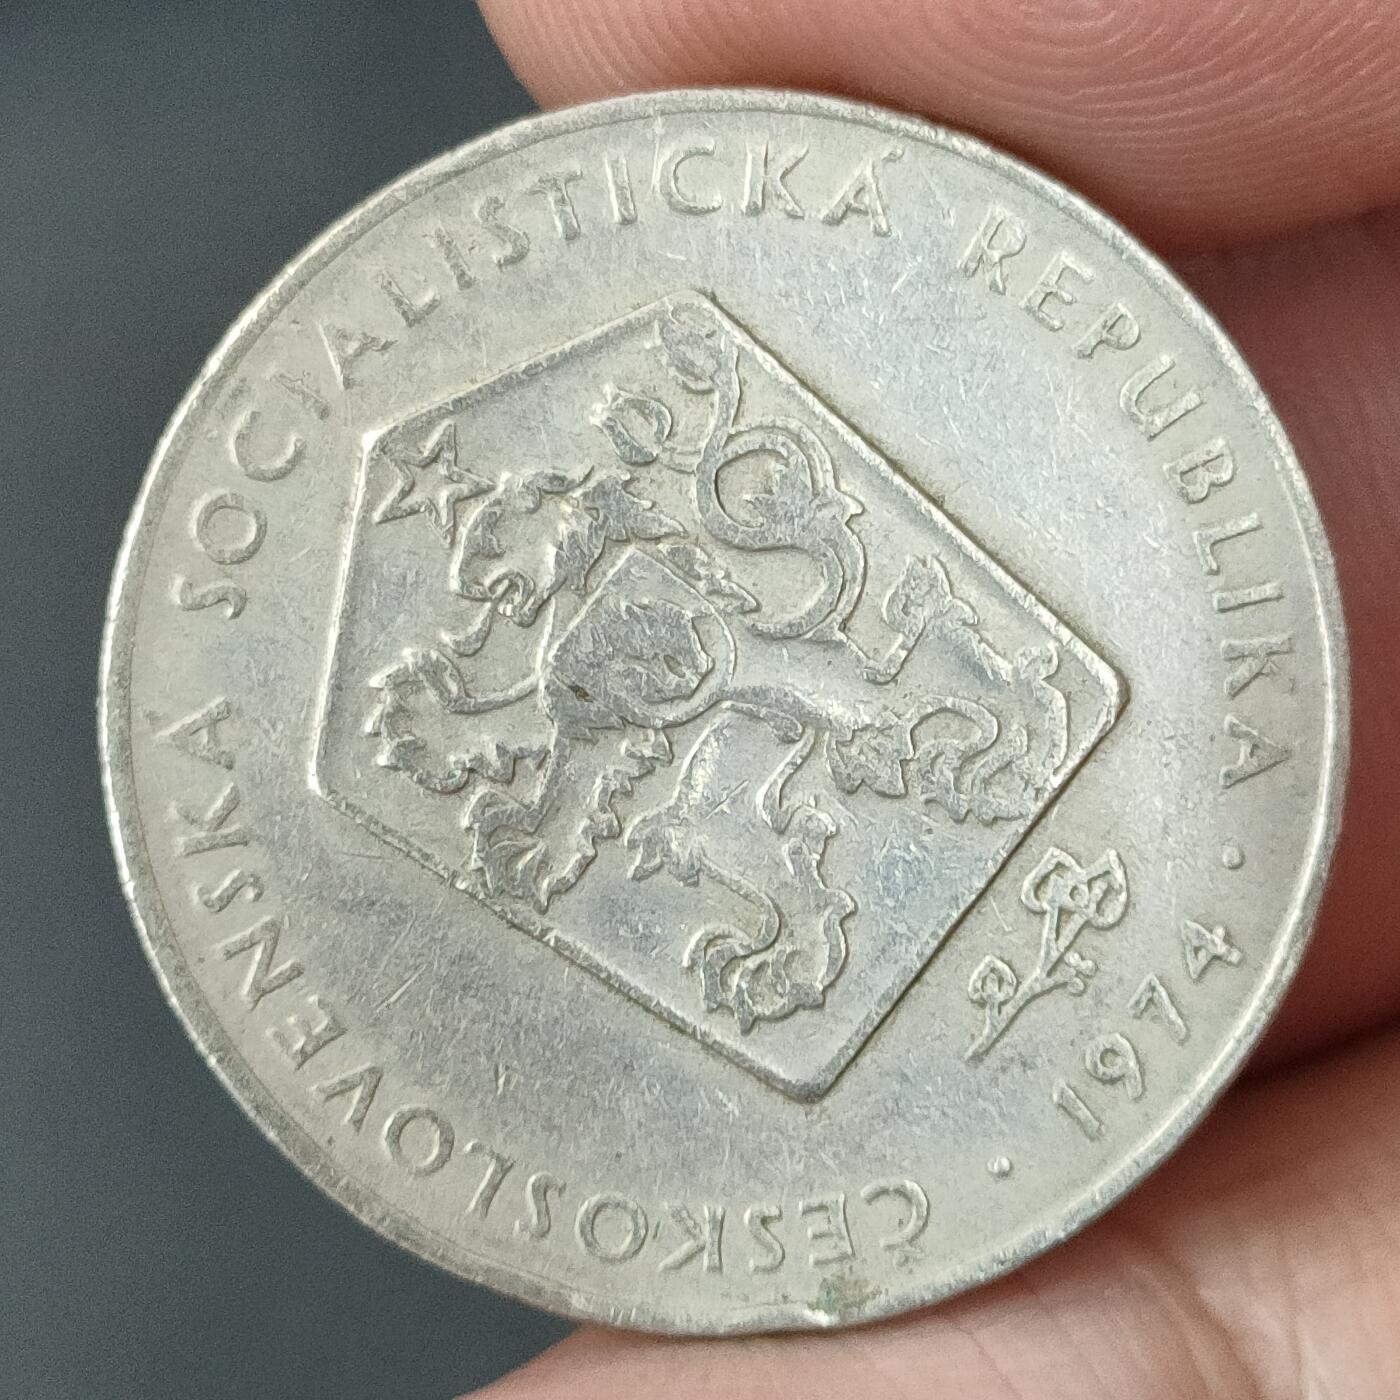 ČESKOSLOVENSKÁ SOCIALISTICKÁ REPUBLIKA · 1974 ·